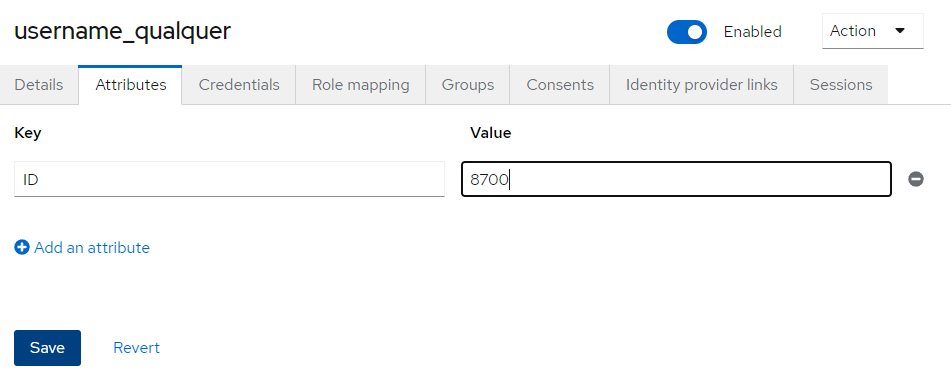 username_qualquer
Enabled
Action
Details Attributes Credentials Role mapping Groups Consents Identity provider links Sessions
Key Value
ID 8700
Add an attribute
Save Revert